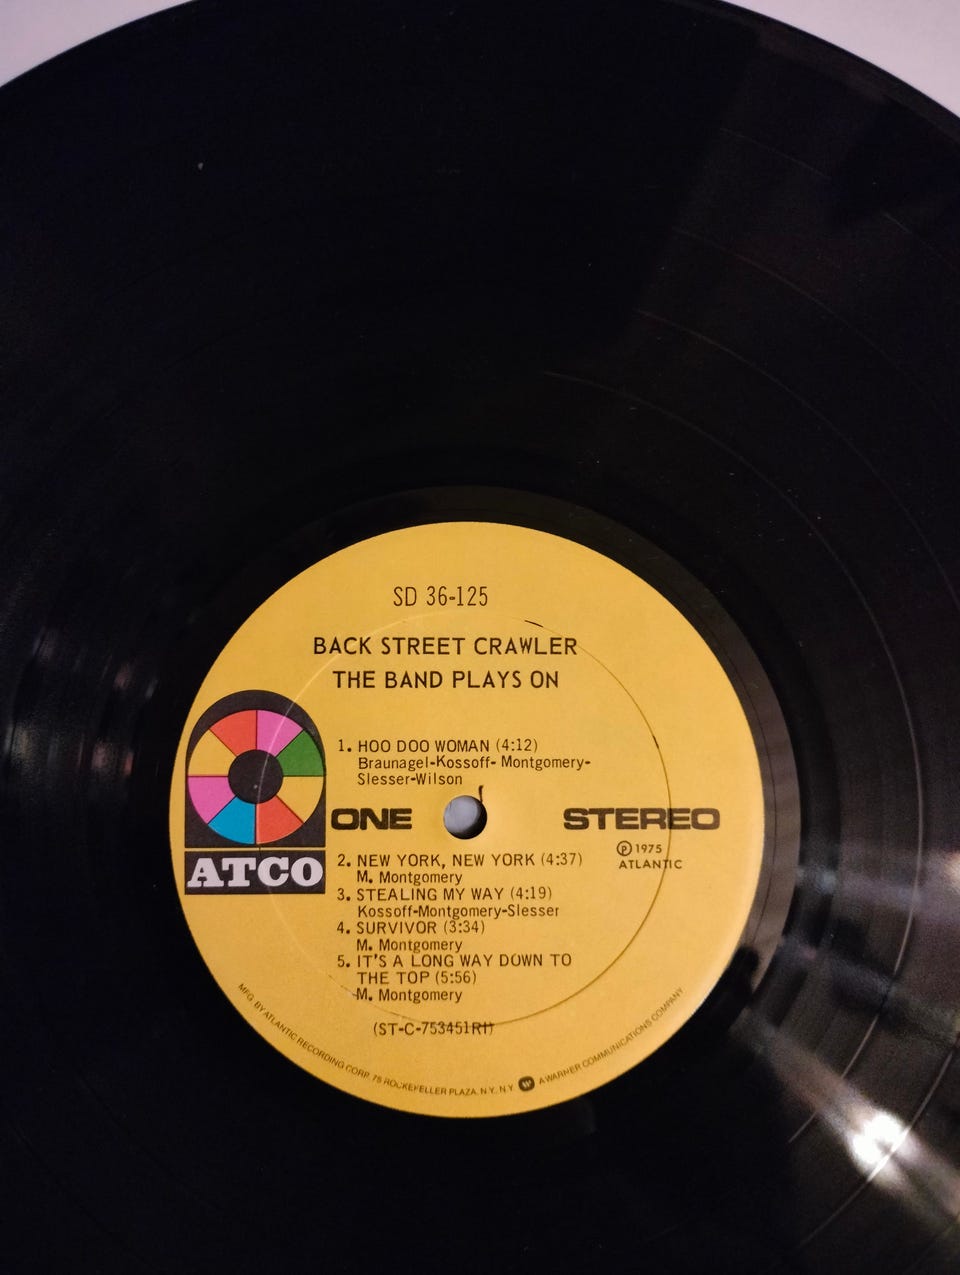 SD 36-125
BACK STREET CRAWLER
THE BAND PLAYS ON
1. HOO DOO WOMAN (4:12)
Braunagel-Kossoff- Montgomery-
Slesser-Wilson
ONE
STEREO
℗ 1975
ATLANTIC
ATCO
2. NEW YORK, NEW YORK (4:37)
M. Montgomery
3. STEALING MY WAY (4:19)
Kossoff-Montgomery-Slesser
4. SURVIVOR (3:34)
M. Montgomery
5. IT'S A LONG WAY DOWN TO
THE TOP (5:56)
M. Montgomery
(ST-C-753451RI)
MFG. BY ATLANTIC RECORDING CORP. 75 ROCKEFELLER PLAZA, N.Y. N.Y. W A WARNER COMMUNICATIONS COMPANY